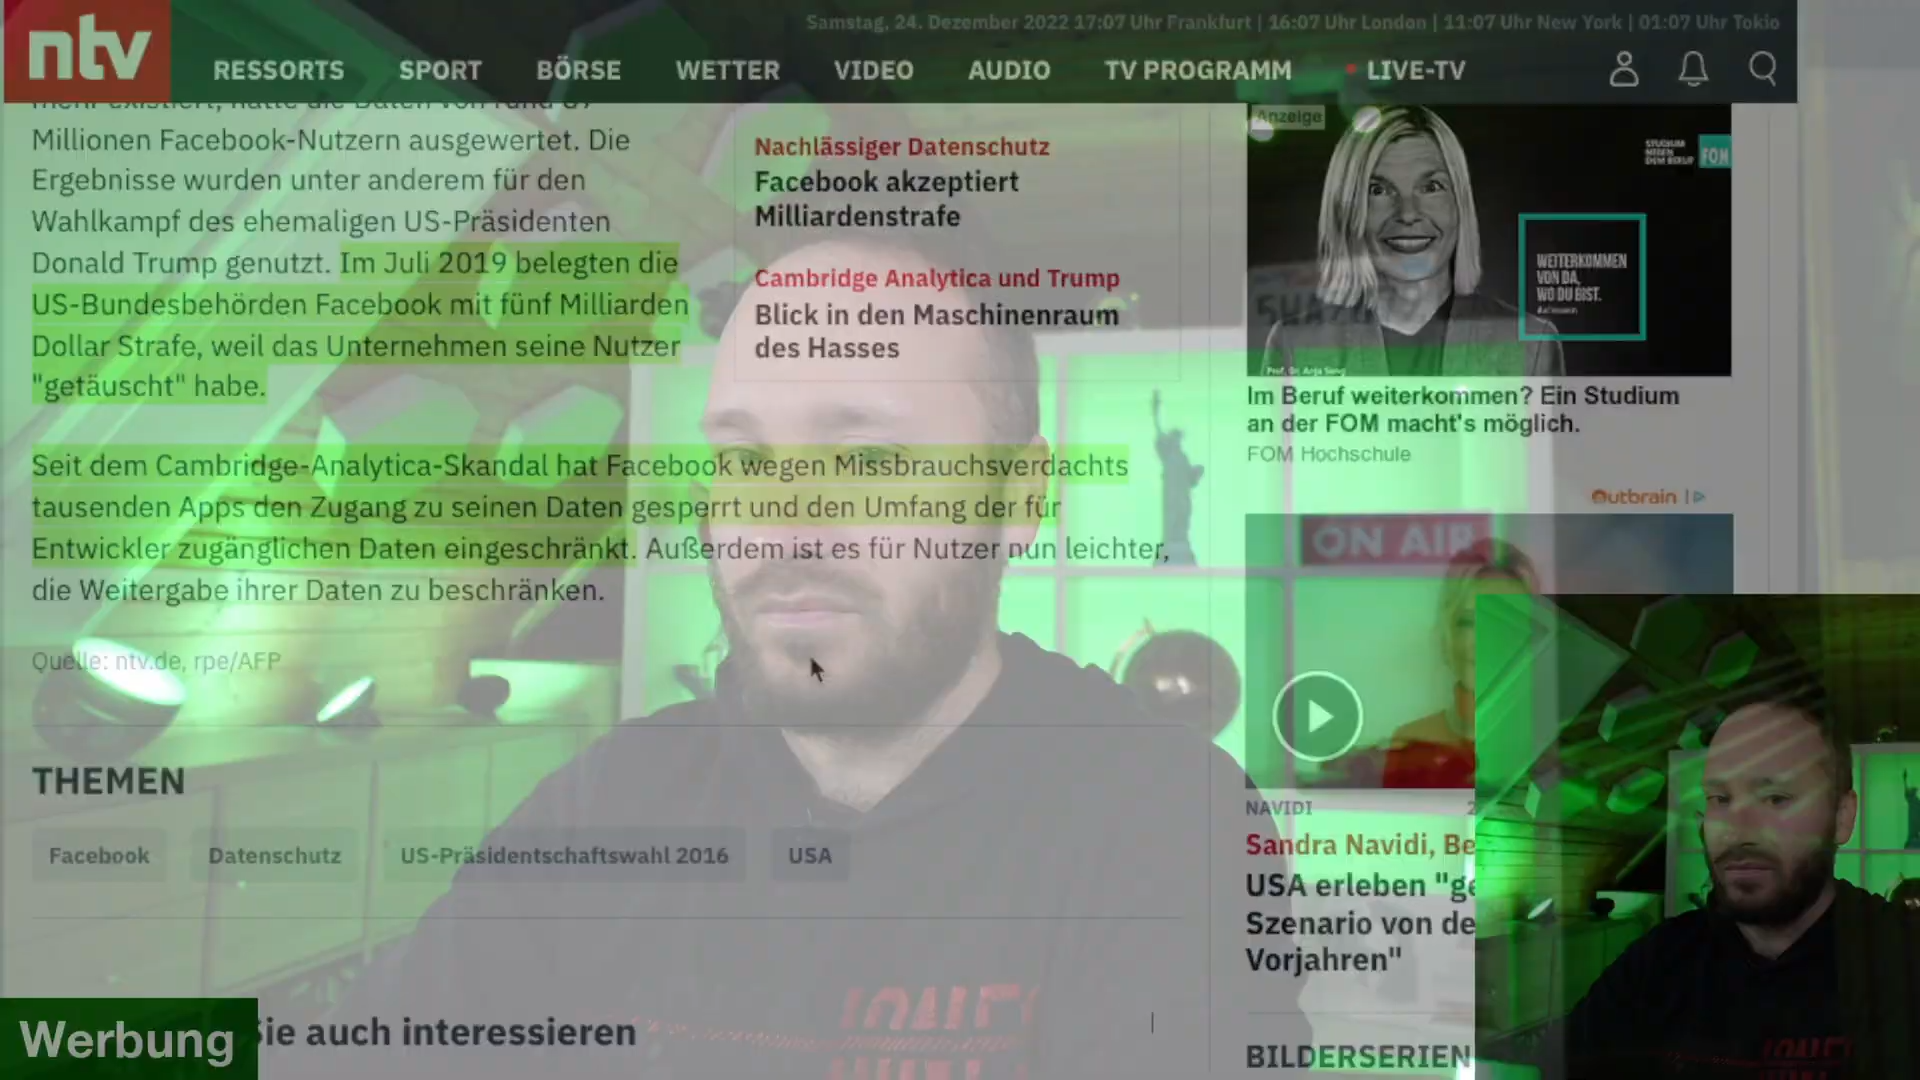 ntv
Samstag, 24. Dezember 2022 17:07 Uhr Frankfurt | 16:07 Uhr London | 11:07 Uhr New York | 01:07 Uhr Tokio
RESSORTS SPORT BÖRSE WETTER VIDEO AUDIO TV PROGRAMM LIVE-TV
Millionen Facebook-Nutzern ausgewertet. Die
Ergebnisse wurden unter anderem für den
Wahlkampf des ehemaligen US-Präsidenten
Donald Trump genutzt. Im Juli 2019 belegten die
US-Bundesbehörden Facebook mit fünf Milliarden
Dollar Strafe, weil das Unternehmen seine Nutzer
"getäuscht" habe.
Nachlässiger Datenschutz
Facebook akzeptiert
Milliardenstrafe
Cambridge Analytica und Trump
Blick in den Maschinenraum
des Hasses
Seit dem Cambridge-Analytica-Skandal hat Facebook wegen Missbrauchsverdachts
tausenden Apps den Zugang zu seinen Daten gesperrt und den Umfang der für
Entwickler zugänglichen Daten eingeschränkt. Außerdem ist es für Nutzer nun leichter,
die Weitergabe ihrer Daten zu beschränken.
Quelle: ntv.de, rpe/AFP
THEMEN
Facebook Datenschutz US-Präsidentschaftswahl 2016 USA
Sie auch interessieren
Werbung
Anzeige
STUDIUM
NEBEN
DEM BERUF
FOM
WEITERKOMMEN
VON DA,
WO DU BIST.
Im Beruf weiterkommen? Ein Studium
an der FOM macht's möglich.
FOM Hochschule
Outbrain
ON AIR
NAVIDI
Sandra Navidi, Be
USA erleben "ge
Szenario von de
Vorjahren"
BILDERSERIEN